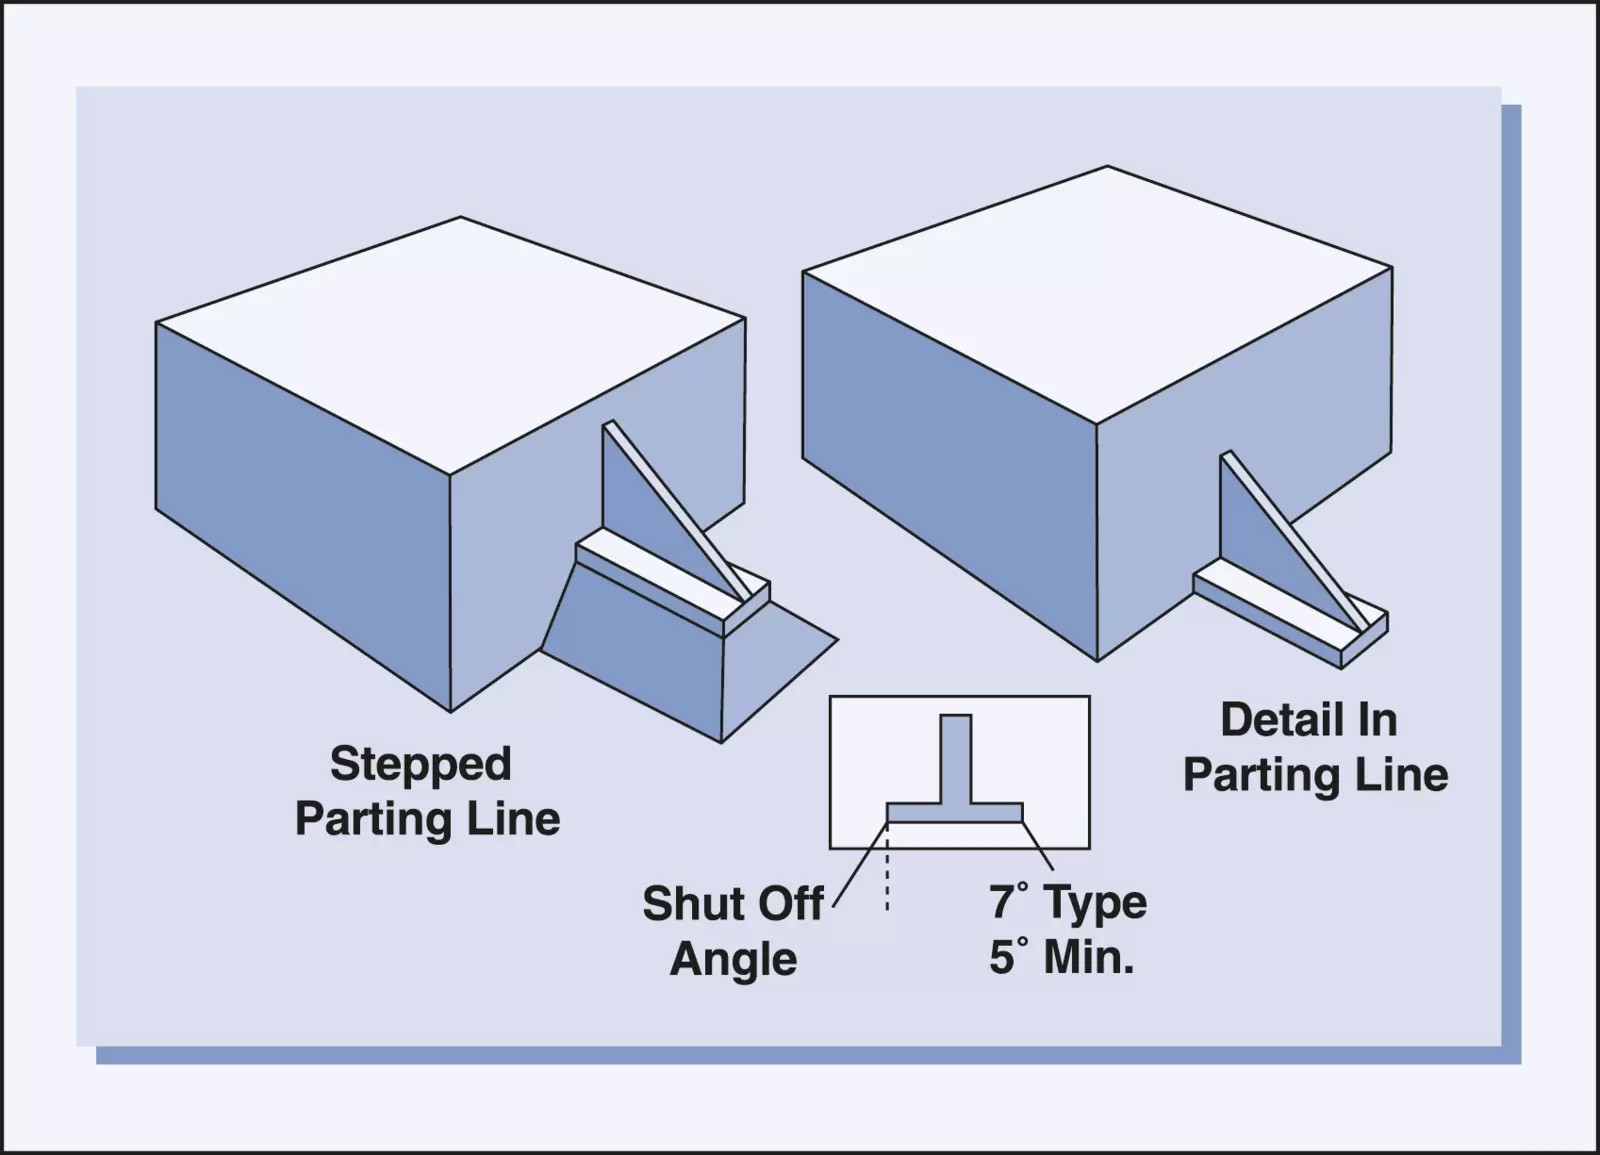 Stepped
Parting Line
Detail In
Parting Line
Shut Off
Angle
7° Type
5° Min.